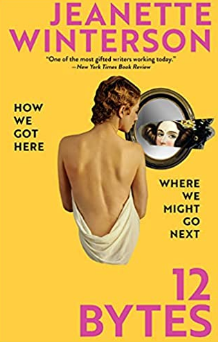 JEANETTE
WINTERSON
"One of the most gifted writers working today."
—New York Times Book Review
HOW
WE
GOT
HERE
WHERE
WE
MIGHT
GO
NEXT
12
BYTES